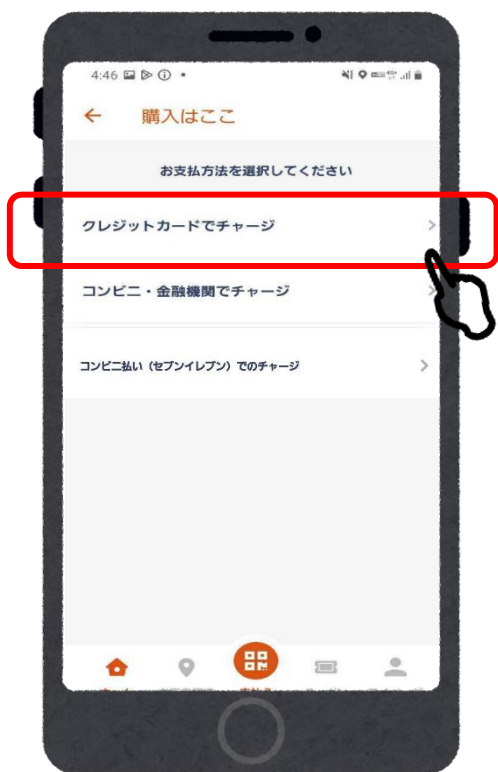 4:46
購入はここ
お支払方法を選択してください
クレジットカードでチャージ
コンビニ・金融機関でチャージ
コンビニ払い（セブンイレブン）でのチャージ